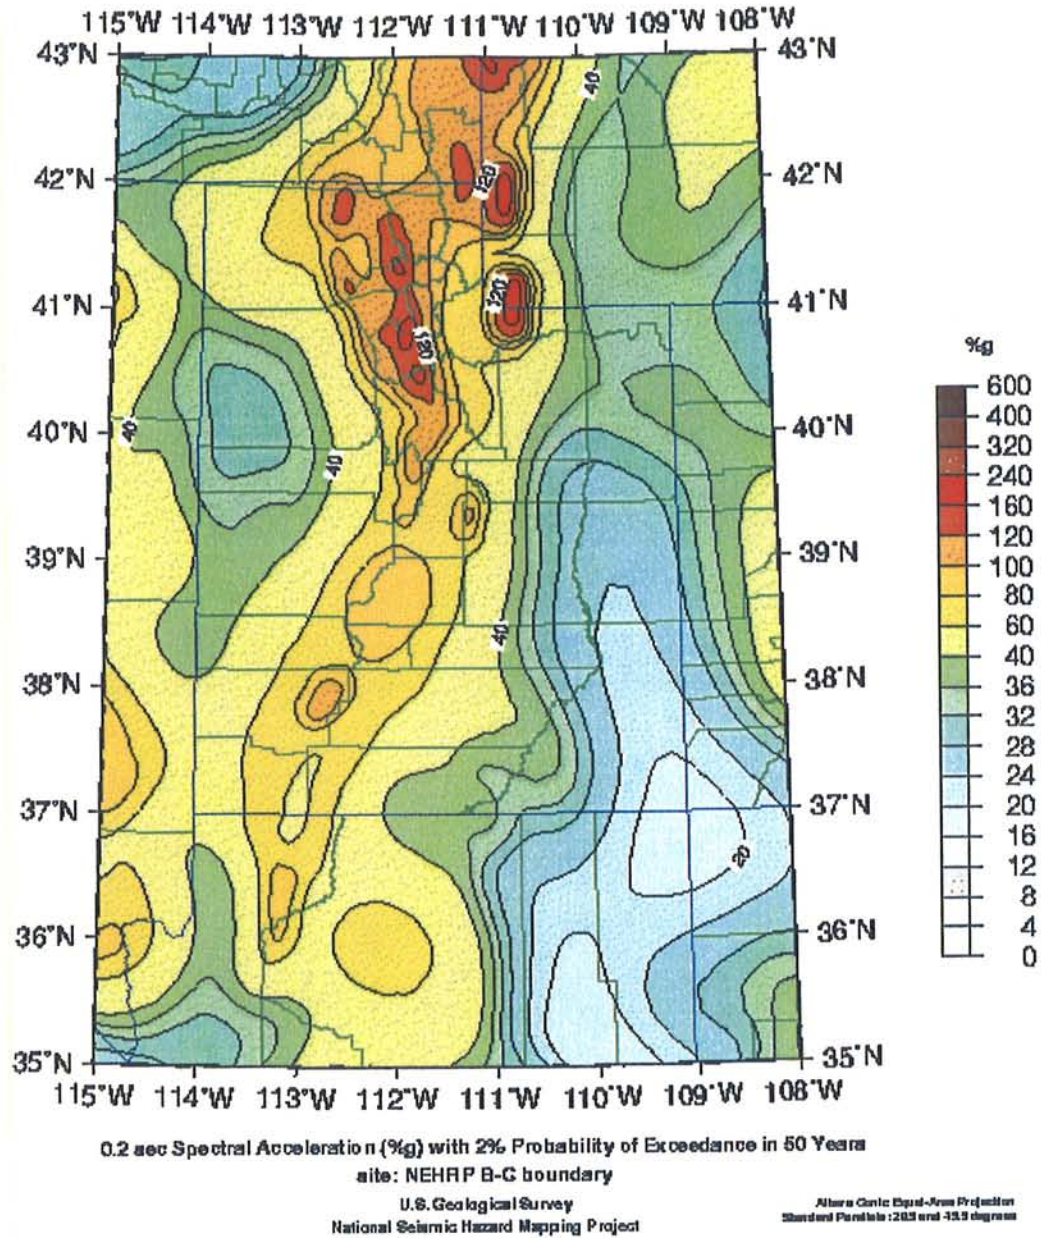 115°W 114°W 113°W 112°W 111°W 110°W 109°W 108°W
43°N 43°N
40
42°N 42°N
120
41°N 41°N
120
120
%g
600
400
320
240
160
120
100
80
60
40
36
32
28
24
20
16
12
8
4
0
40°N 40°N
40
40
39°N 39°N
40
38°N 38°N
37°N 37°N
20
36°N 36°N
35°N 35°N
115°W 114°W 113°W 112°W 111°W 110°W 109°W 108°W
0.2 sec Spectral Acceleration (%g) with 2% Probability of Exceedance in 50 Years
site: NEHRP B-C boundary
U.S. Geological Survey
National Seismic Hazard Mapping Project
Albers Conic Equal-Area Projection
Standard Parallels: